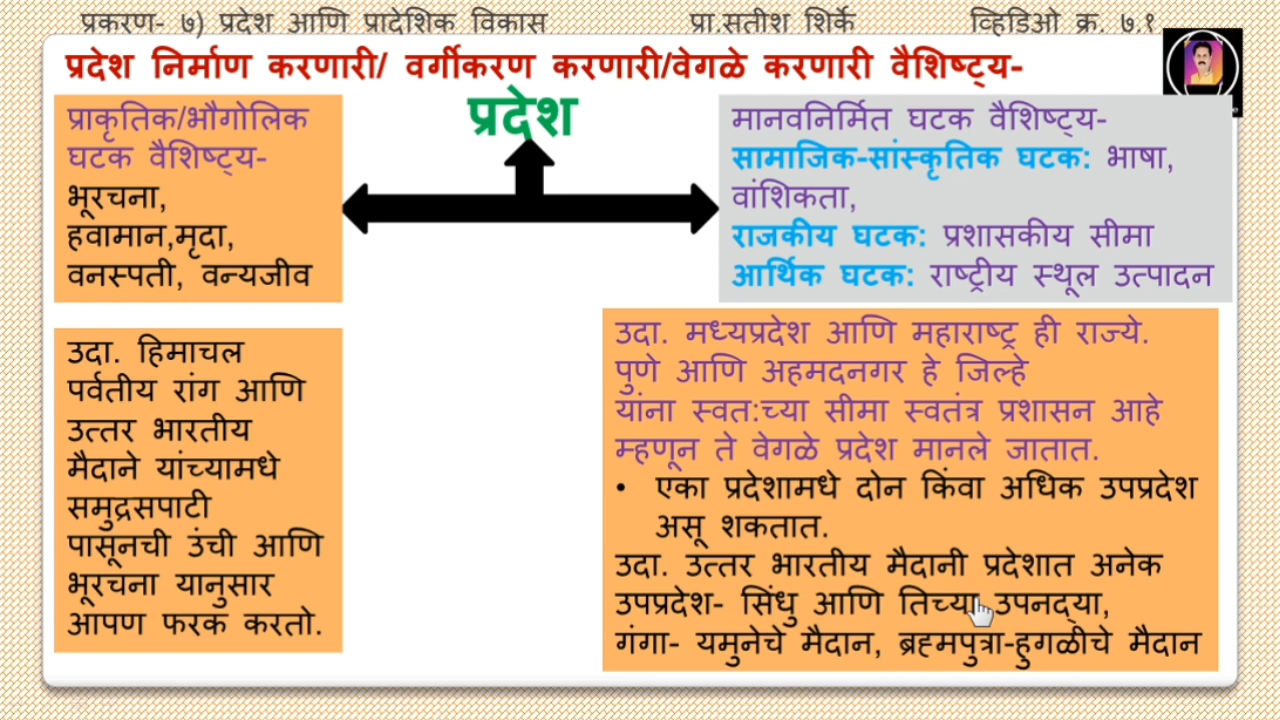 प्रकरण- ७) प्रदेश आणि प्रादेशिक विकास प्रा.सतीश शिर्के व्हिडिओ क्र. ७.१
प्रदेश निर्माण करणारी/ वर्गीकरण करणारी/वेगळे करणारी वैशिष्ट्य-
प्रदेश
प्राकृतिक/भौगोलिक
घटक वैशिष्ट्य-
भूरचना,
हवामान,मृदा,
वनस्पती, वन्यजीव
मानवनिर्मित घटक वैशिष्ट्य-
सामाजिक-सांस्कृतिक घटक: भाषा,
वांशिकता,
राजकीय घटक: प्रशासकीय सीमा
आर्थिक घटक: राष्ट्रीय स्थूल उत्पादन
उदा. हिमाचल
पर्वतीय रांग आणि
उत्तर भारतीय
मैदाने यांच्यामधे
समुद्रसपाटी
पासूनची उंची आणि
भूरचना यानुसार
आपण फरक करतो.
उदा. मध्यप्रदेश आणि महाराष्ट्र ही राज्ये.
पुणे आणि अहमदनगर हे जिल्हे
यांना स्वत:च्या सीमा स्वतंत्र प्रशासन आहे
म्हणून ते वेगळे प्रदेश मानले जातात.
• एका प्रदेशामधे दोन किंवा अधिक उपप्रदेश
असू शकतात.
उदा. उत्तर भारतीय मैदानी प्रदेशात अनेक
उपप्रदेश- सिंधु आणि तिच्या उपनद्या,
गंगा- यमुनेचे मैदान, ब्रह्मपुत्रा-हुगळीचे मैदान